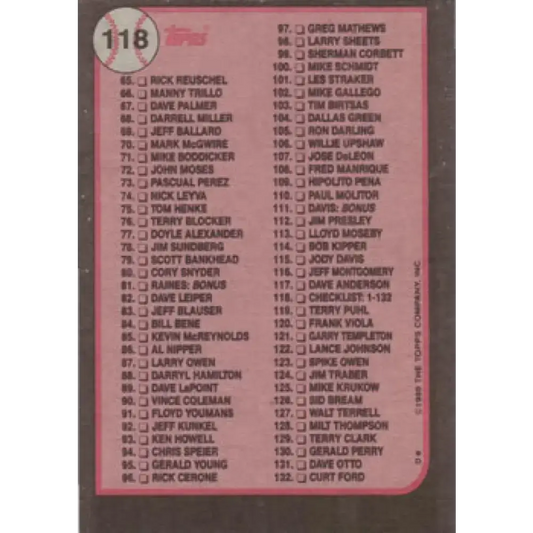 118
TOPPS
65. RICK REUSCHEL
66. MANNY TRILLO
67. DAVE PALMER
68. DARRELL MILLER
69. JEFF BALLARD
70. MARK McGWIRE
71. MIKE BODDICKER
72. JOHN MOSES
73. PASCUAL PEREZ
74. NICK LEYVA
75. TOM HENKE
76. TERRY BLOCKER
77. DOYLE ALEXANDER
78. JIM SUNDBERG
79. SCOTT BANKHEAD
80. CORY SNYDER
81. RAINES: BONUS
82. DAVE LEIPER
83. JEFF BLAUSER
84. BILL BENE
85. KEVIN McREYNOLDS
86. AL NIPPER
87. LARRY OWEN
88. DARRYL HAMILTON
89. DAVE LaPOINT
90. VINCE COLEMAN
91. FLOYD YOUMANS
92. JEFF KUNKEL
93. KEN HOWELL
94. CHRIS SPEIER
95. GERALD YOUNG
96. RICK CERONE
97. GREG MATHEWS
98. LARRY SHEETS
99. SHERMAN CORBETT
100. MIKE SCHMIDT
101. LES STRAKER
102. MIKE GALLEGO
103. TIM BIRTSAS
104. DALLAS GREEN
105. RON DARLING
106. WILLIE UPSHAW
107. JOSE DeLEON
108. FRED MANRIQUE
109. HIPOLITO PENA
110. PAUL MOLITOR
111. DAVIS: BONUS
112. JIM PRESLEY
113. LLOYD MOSEBY
114. BOB KIPPER
115. JODY DAVIS
116. JEFF MONTGOMERY
117. DAVE ANDERSON
118. CHECKLIST: 1-132
119. TERRY PUHL
120. FRANK VIOLA
121. GARRY TEMPLETON
122. LANCE JOHNSON
123. SPIKE OWEN
124. JIM TRABER
125. MIKE KRUKOW
126. SID BREAM
127. WALT TERRELL
128. MILT THOMPSON
129. TERRY CLARK
130. GERALD PERRY
131. DAVE OTTO
132. CURT FORD
©1989 THE TOPPS COMPANY, INC.